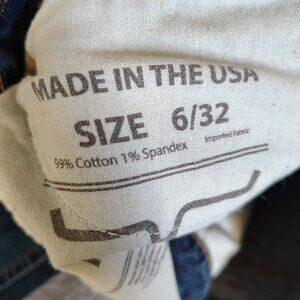 MADE IN THE USA
SIZE 6/32
99% Cotton 1% Spandex Imported Fabric